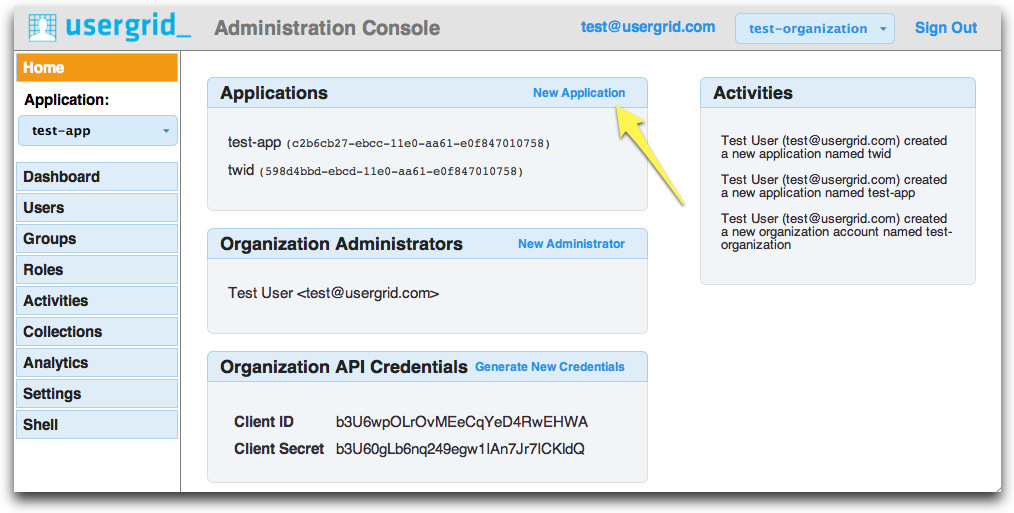 usergrid_ Administration Console test@usergrid.com test-organization Sign Out
Home
Application:
test-app
Dashboard
Users
Groups
Roles
Activities
Collections
Analytics
Settings
Shell
Applications New Application
test-app (c2b6cb27-ebcc-11e0-aa61-e0f847010758)
twid (598d4bbd-ebcd-11e0-aa61-e0f847010758)
Organization Administrators New Administrator
Test User <test@usergrid.com>
Organization API Credentials Generate New Credentials
Client ID b3U6wpOLrOvMEeCqYeD4RwEHWA
Client Secret b3U60gLb6nq249egw1lAn7Jr7lCKldQ
Activities
Test User (test@usergrid.com) created
a new application named twid
Test User (test@usergrid.com) created
a new application named test-app
Test User (test@usergrid.com) created
a new organization account named test-
organization